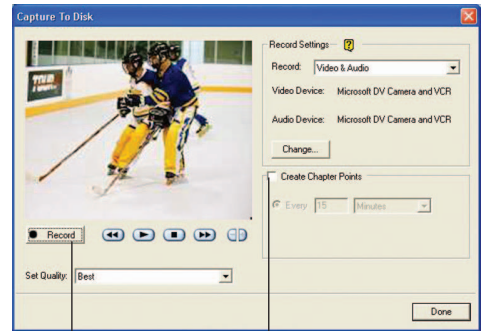 Capture To Disk
Record Settings
Record: Video & Audio
Video Device: Microsoft DV Camera and VCR
Audio Device: Microsoft DV Camera and VCR
Change...
Create Chapter Points
Every 15 Minutes
Record
Set Quality: Best
Done